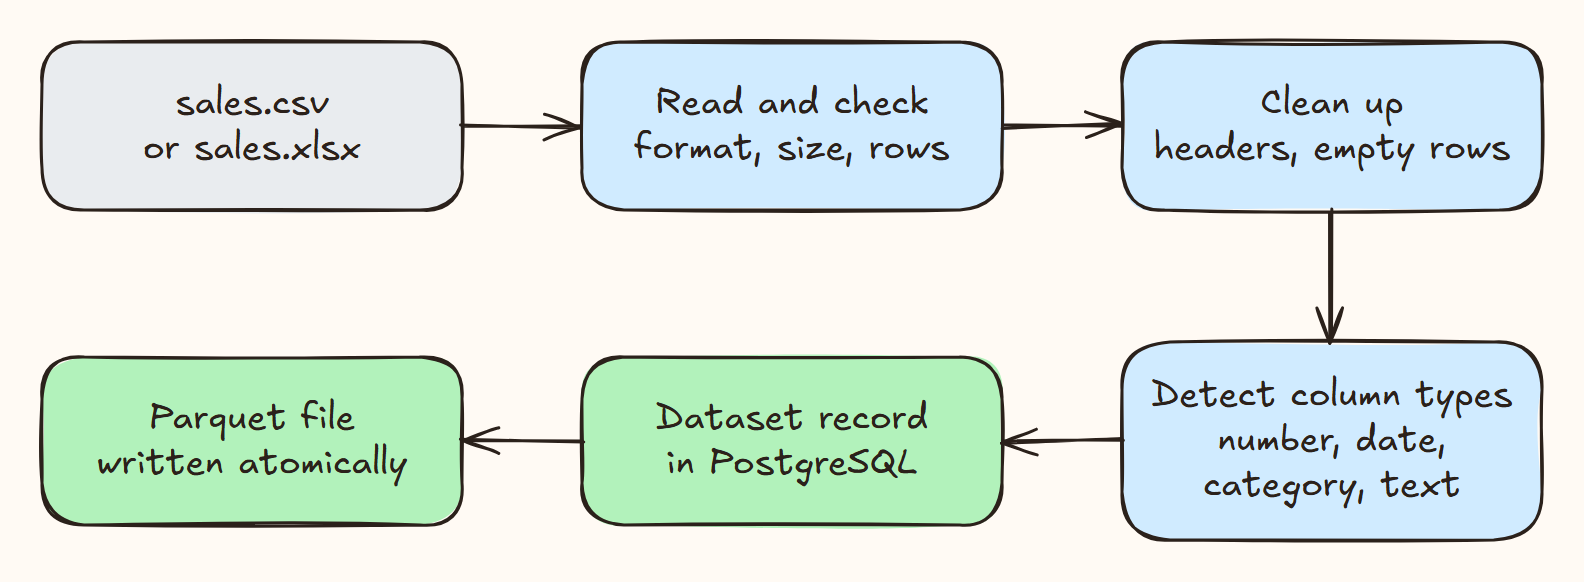 sales.csv
or sales.xlsx
Read and check
format, size, rows
Clean up
headers, empty rows
Detect column types
number, date,
category, text
Dataset record
in PostgreSQL
Parquet file
written atomically